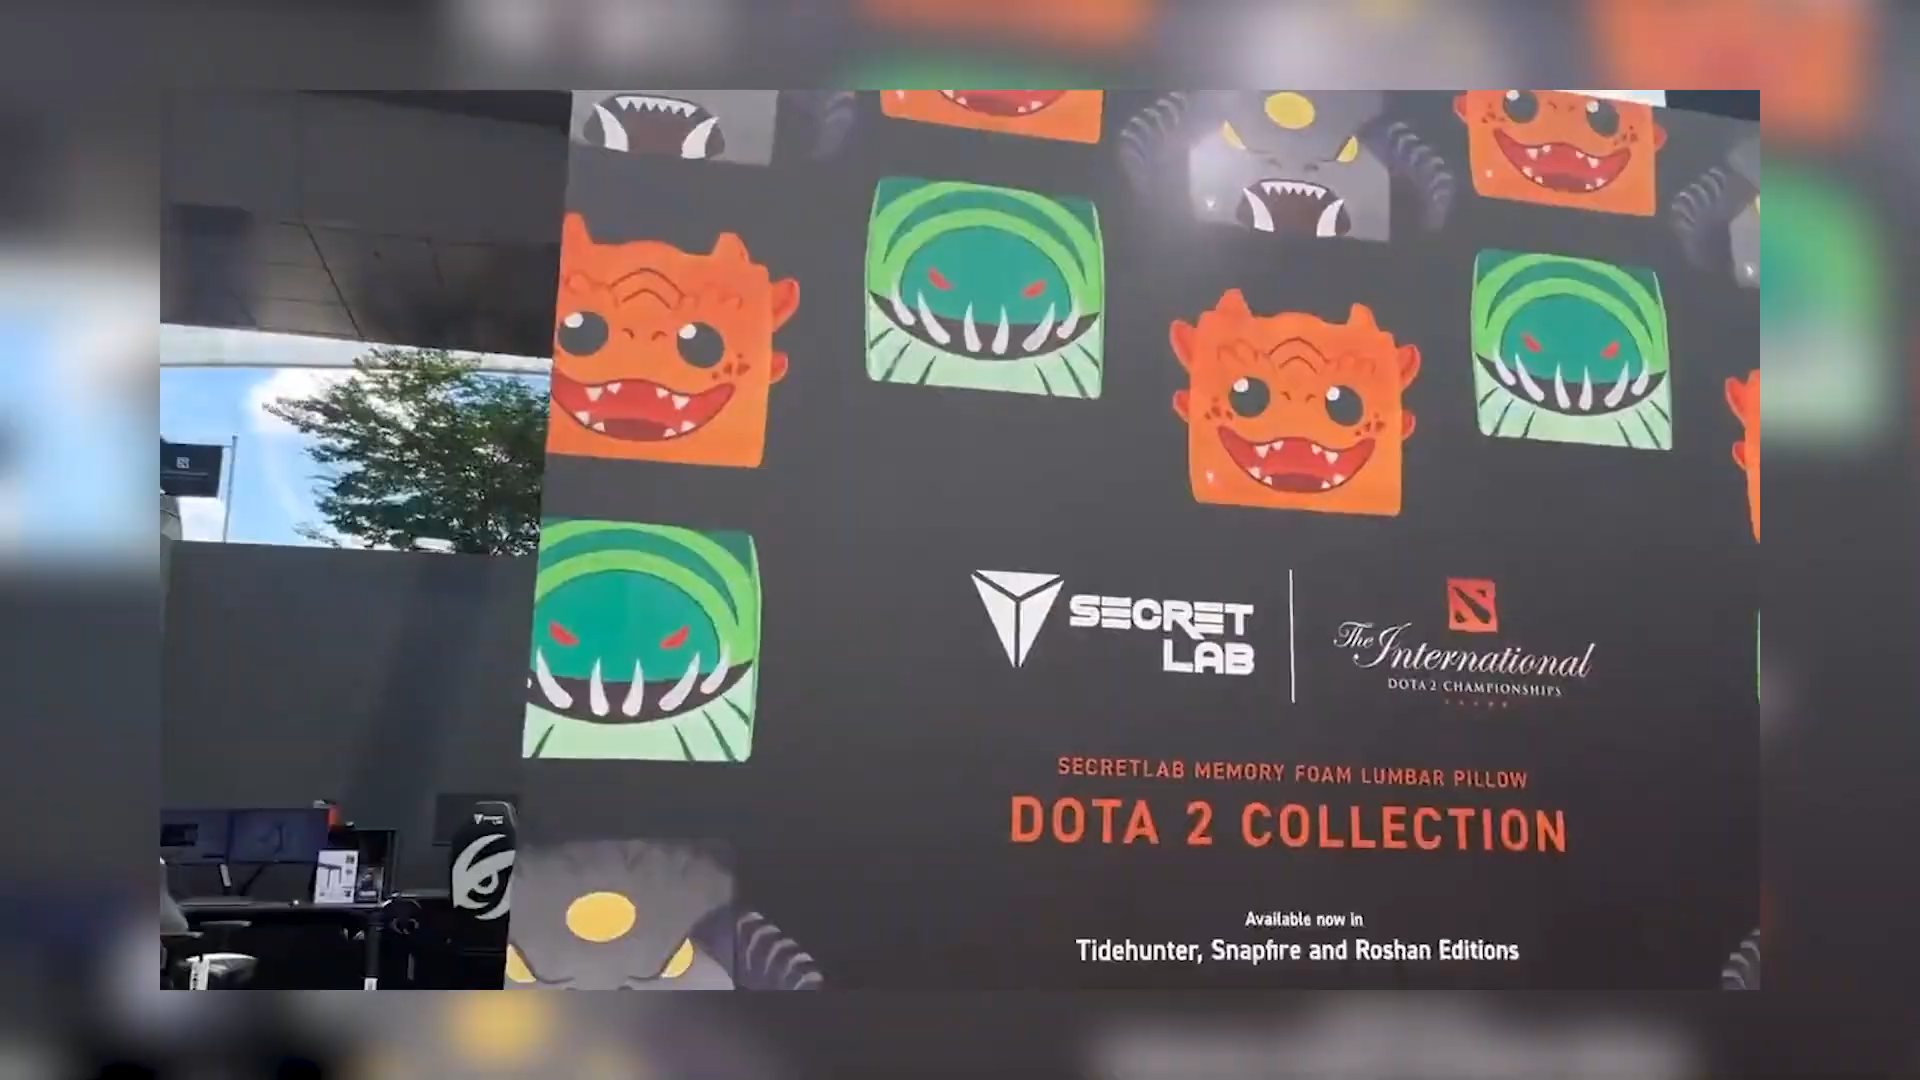 SECRET
LAB
The International
DOTA 2 CHAMPIONSHIPS
SECRETLAB MEMORY FOAM LUMBAR PILLOW
DOTA 2 COLLECTION
Available now in
Tidehunter, Snapfire and Roshan Editions